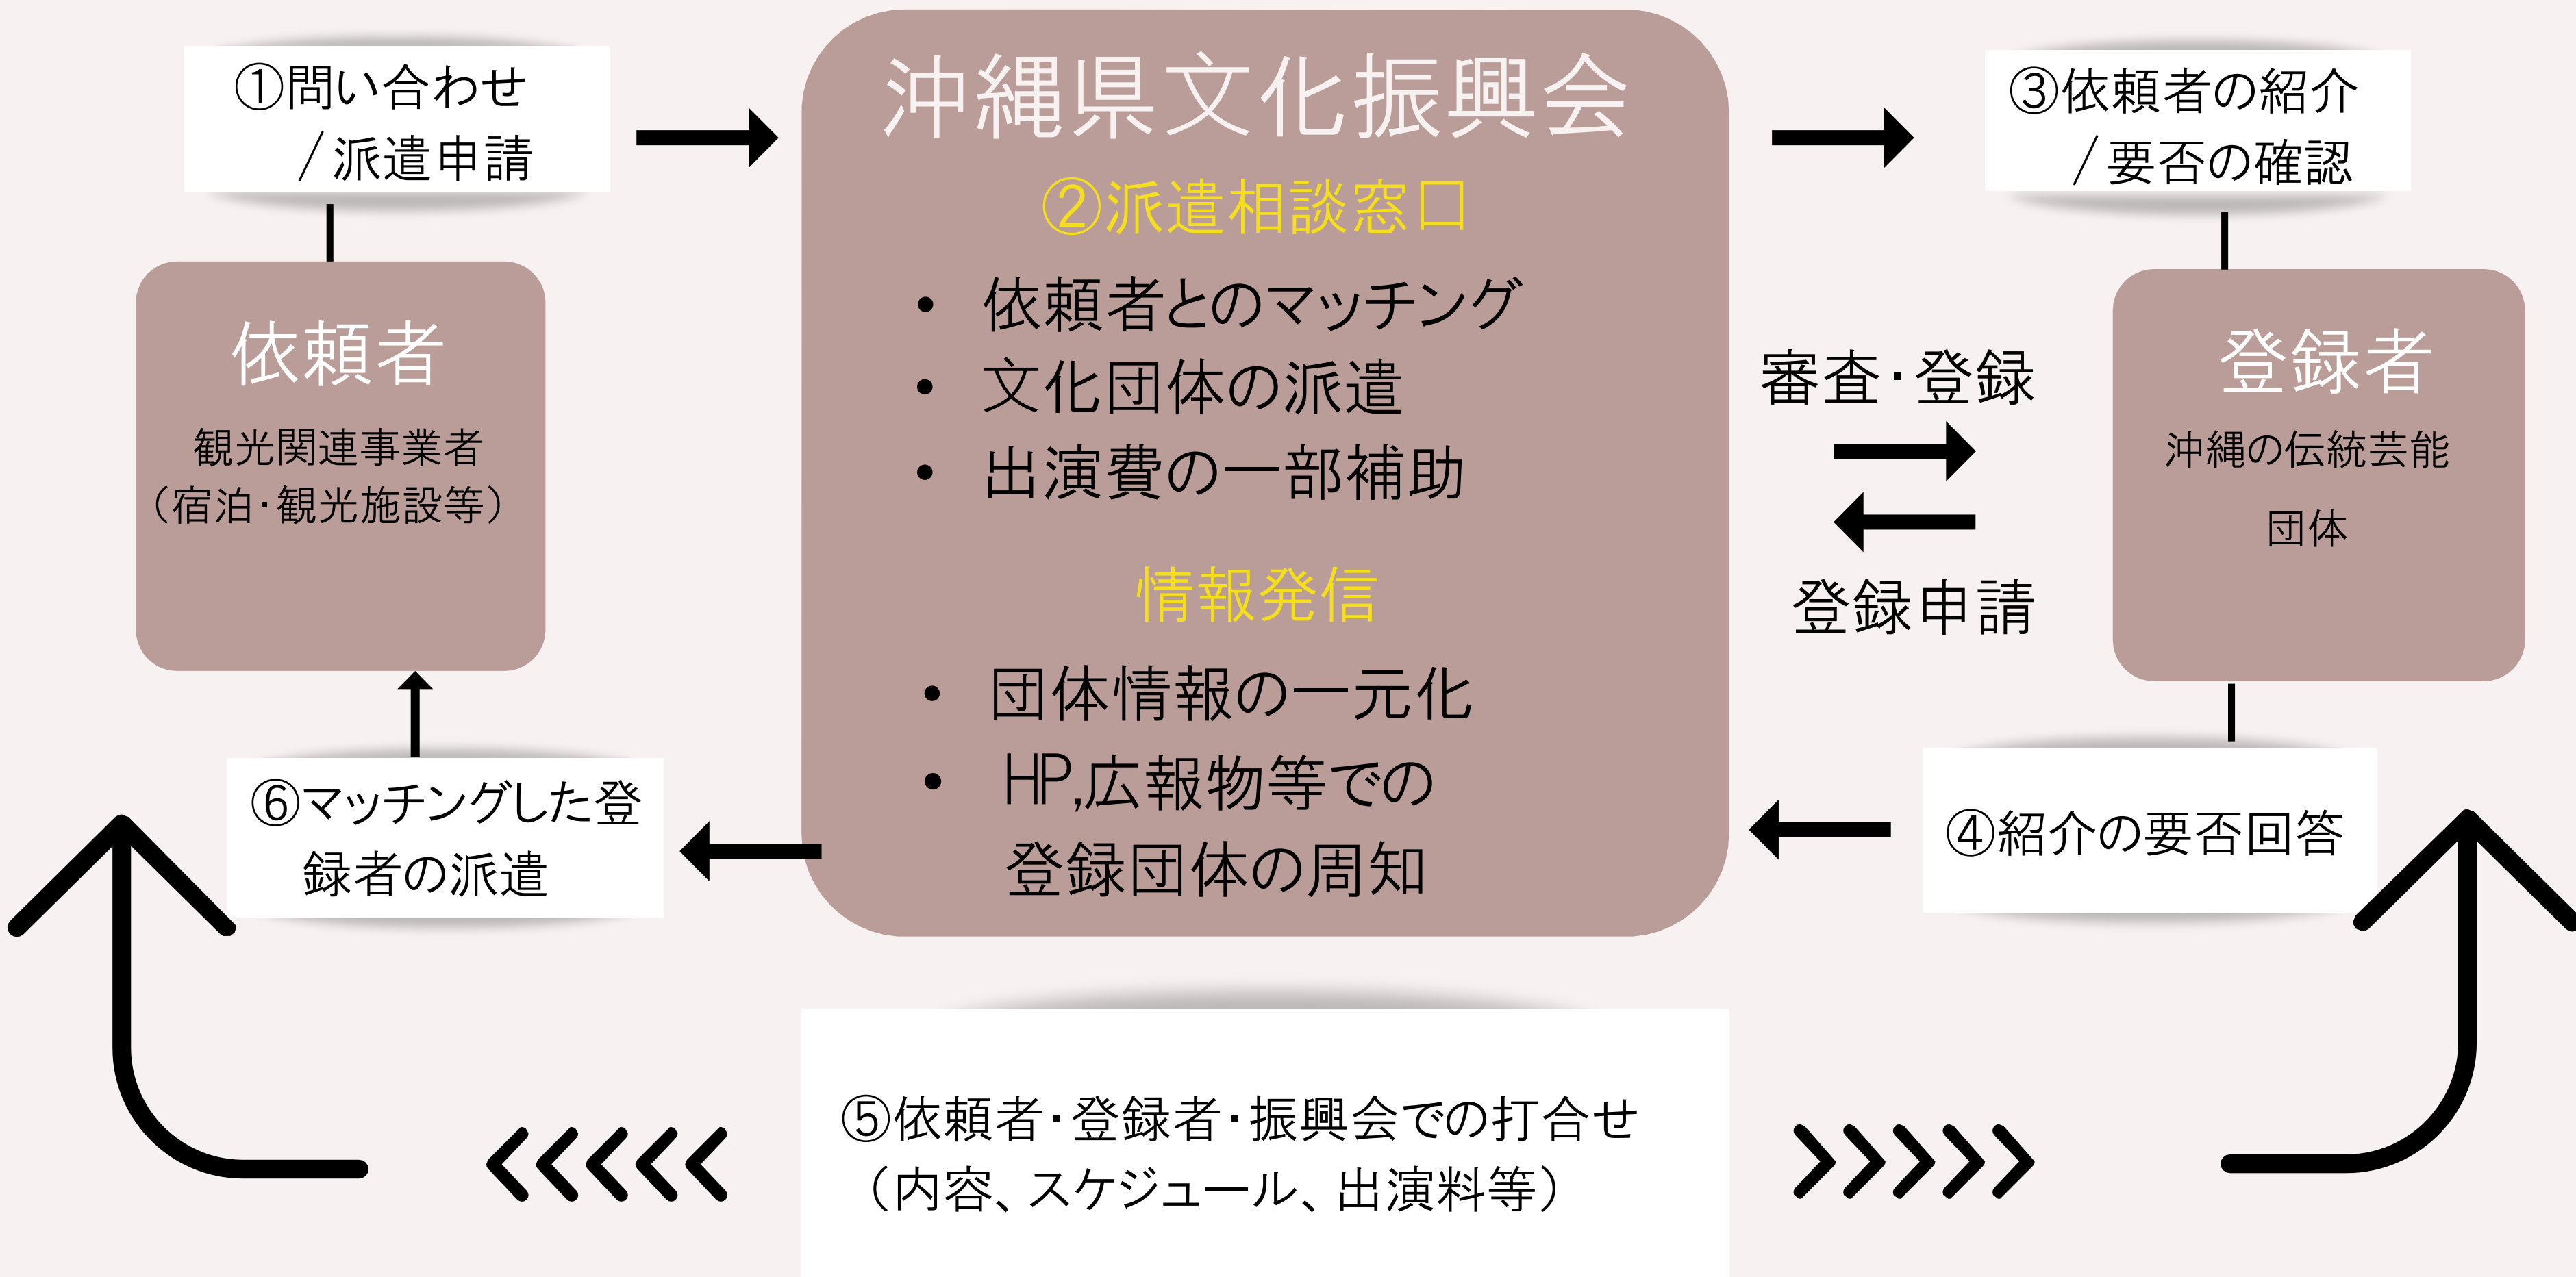 ①問い合わせ
/派遣申請
依頼者
観光関連事業者
（宿泊・観光施設等）
沖縄県文化振興会
②派遣相談窓口
• 依頼者とのマッチング
• 文化団体の派遣
• 出演費の一部補助
情報発信
• 団体情報の一元化
• HP,広報物等での
登録団体の周知
③依頼者の紹介
/要否の確認
審査・登録
登録申請
登録者
沖縄の伝統芸能
団体
④紹介の要否回答
⑤依頼者・登録者・振興会での打合せ
（内容、スケジュール、出演料等）
⑥マッチングした登
録者の派遣